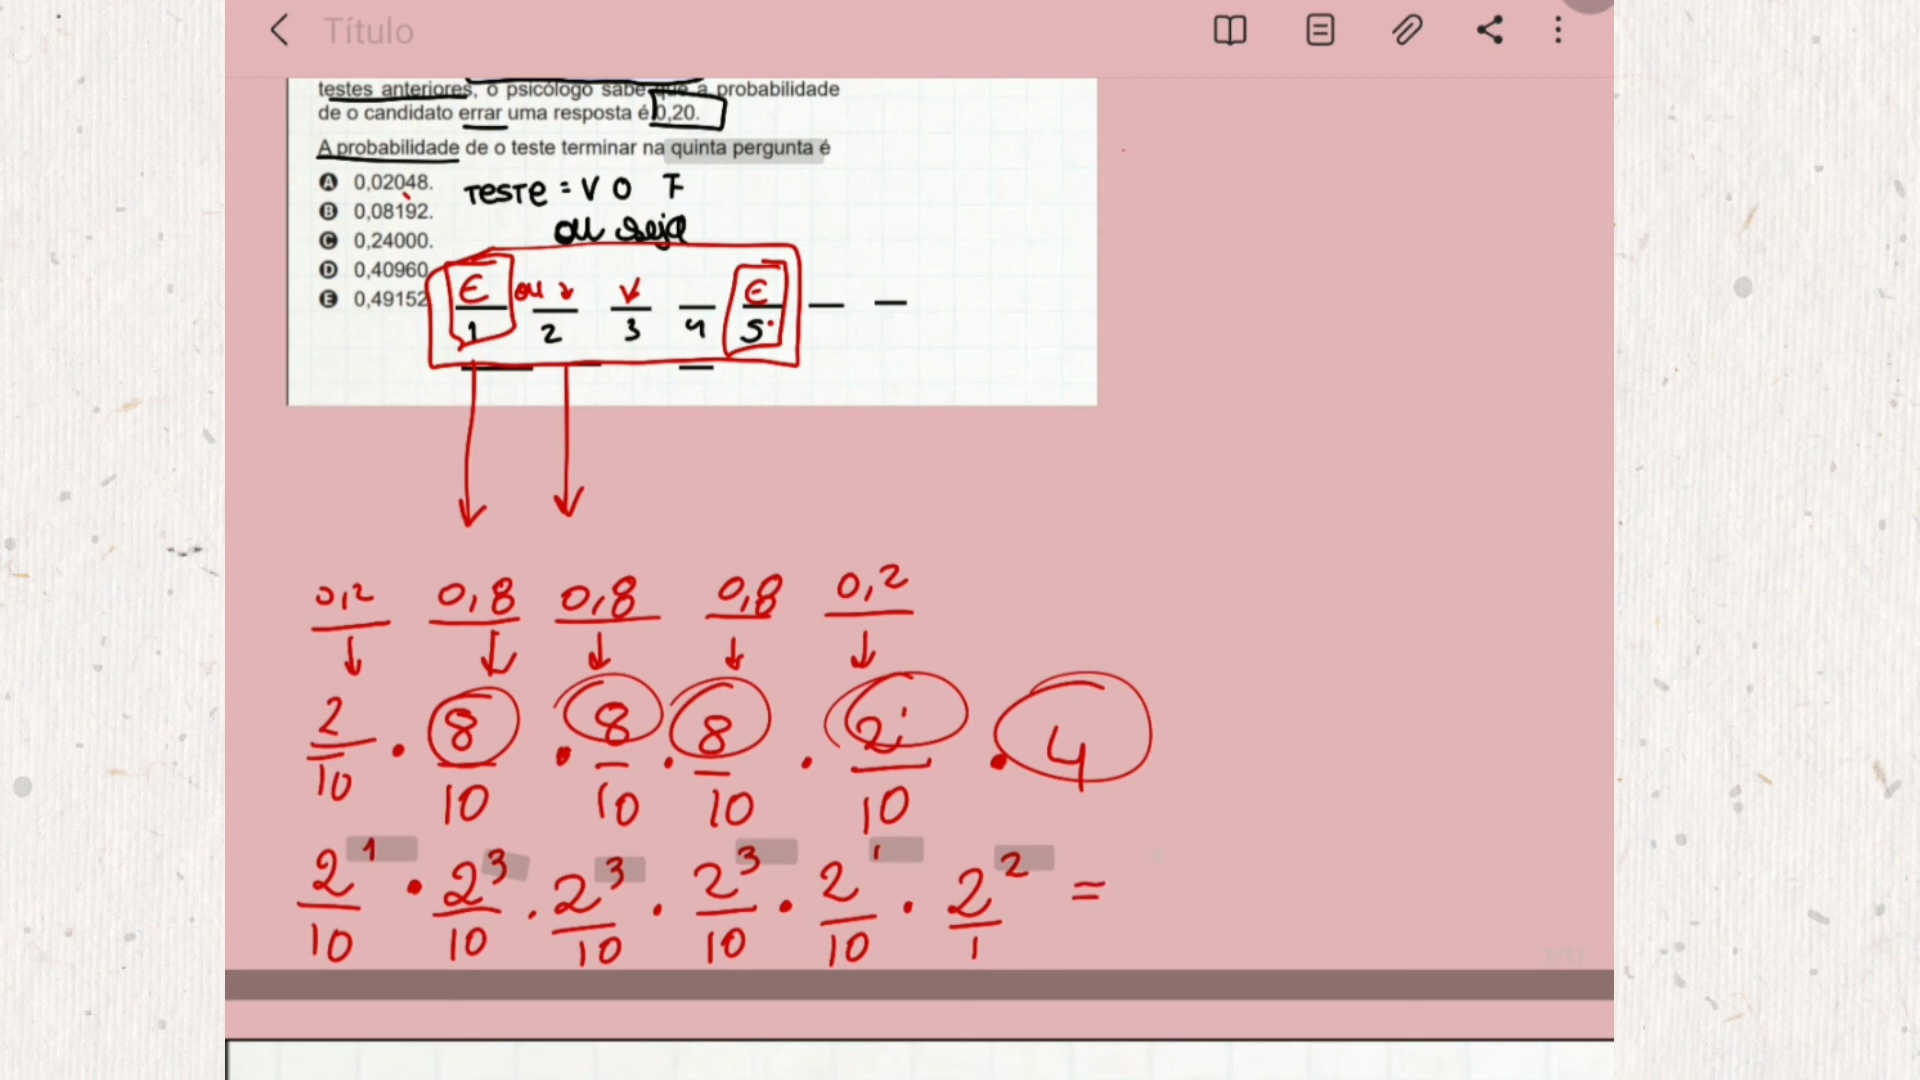 Título
testes anteriores, o psicólogo sabe que a probabilidade
de o candidato errar uma resposta é 0,20.
A probabilidade de o teste terminar na quinta pergunta é
A 0,02048.
B 0,08192.
C 0,24000.
D 0,40960
E 0,49152
TESTE = V O F
ou seja
E ou v v E
1 2 3 4 5
0,2 0,8 0,8 0,8 0,2
2 . 8 . 8 . 8 . 2 . 4
10 10 10 10 10
2¹ . 2³ . 2³ . 2³ . 2¹ . 2² =
10 10 10 10 10 1